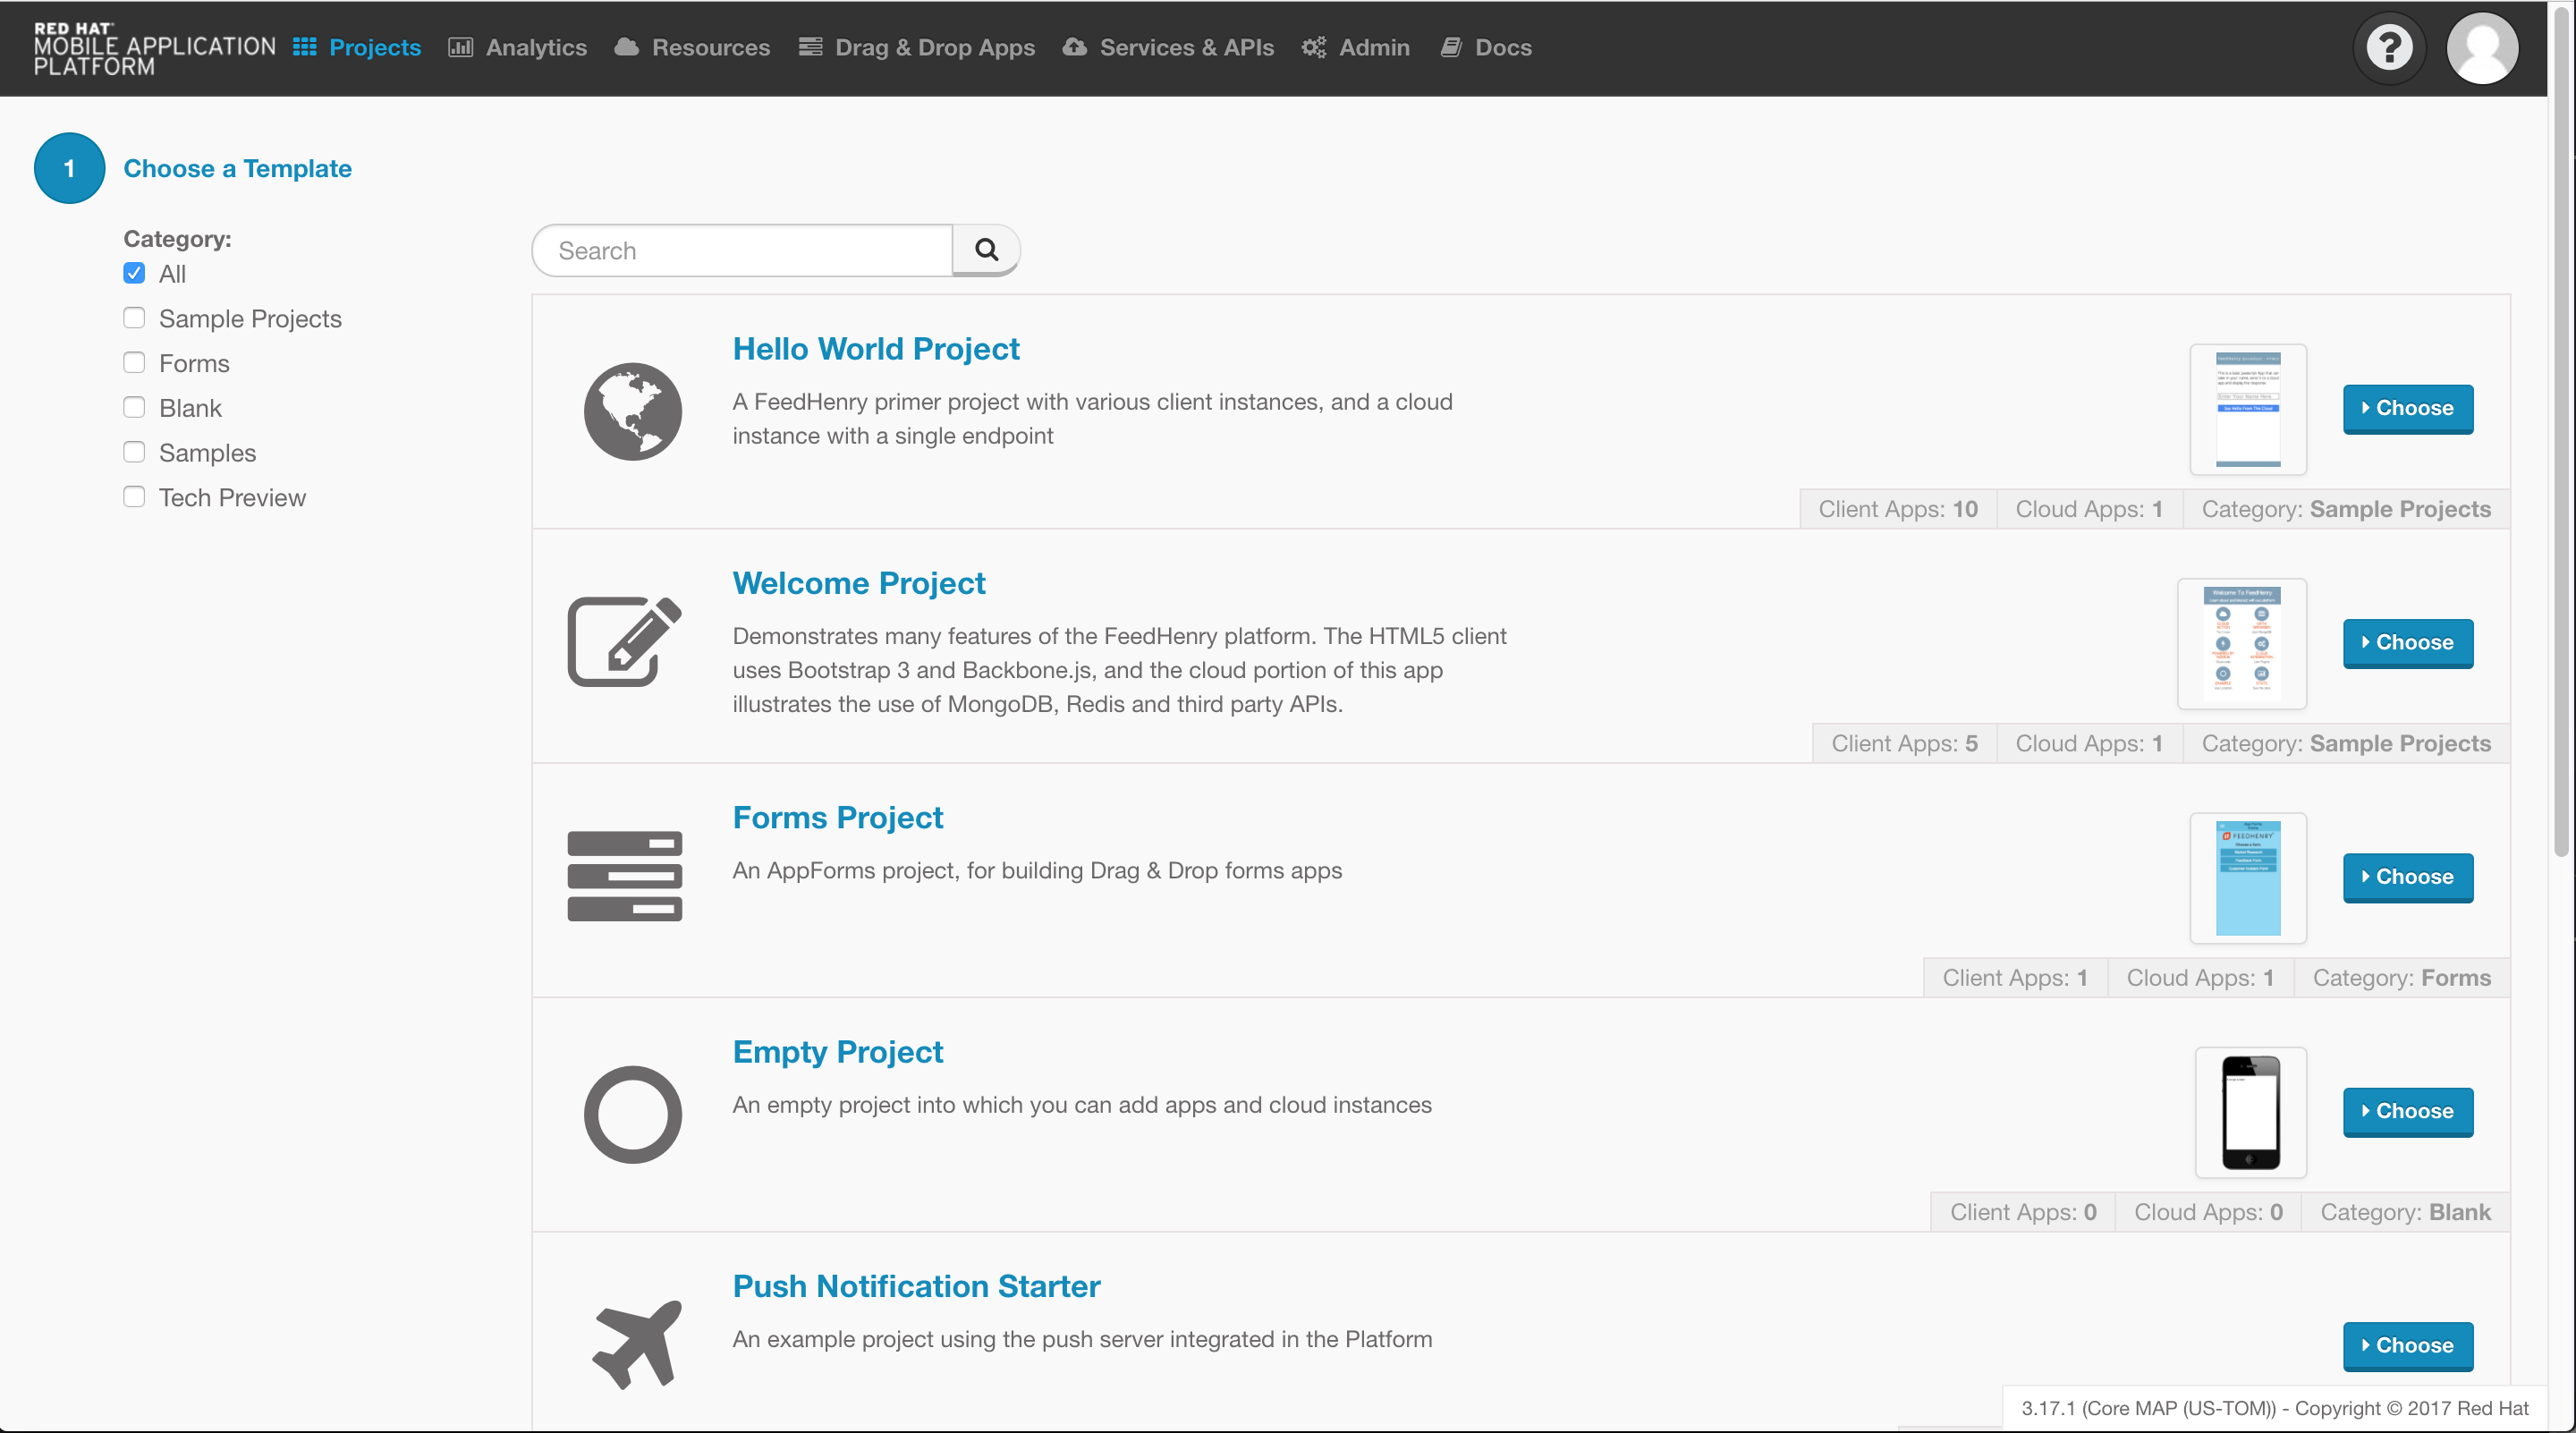 RED HAT
MOBILE APPLICATION
PLATFORM
Projects
Analytics
Resources
Drag & Drop Apps
Services & APIs
Admin
Docs
?
1
Choose a Template
Category:
All
Sample Projects
Forms
Blank
Samples
Tech Preview
Search
Hello World Project
A FeedHenry primer project with various client instances, and a cloud
instance with a single endpoint
Choose
Client Apps: 10
Cloud Apps: 1
Category: Sample Projects
Welcome Project
Demonstrates many features of the FeedHenry platform. The HTML5 client
uses Bootstrap 3 and Backbone.js, and the cloud portion of this app
illustrates the use of MongoDB, Redis and third party APIs.
Welcome To FeedHenry
Choose
Client Apps: 5
Cloud Apps: 1
Category: Sample Projects
Forms Project
An AppForms project, for building Drag & Drop forms apps
FEEDHENRY
Choose
Client Apps: 1
Cloud Apps: 1
Category: Forms
Empty Project
An empty project into which you can add apps and cloud instances
Choose
Client Apps: 0
Cloud Apps: 0
Category: Blank
Push Notification Starter
An example project using the push server integrated in the Platform
Choose
3.17.1 (Core MAP (US-TOM)) - Copyright © 2017 Red Hat